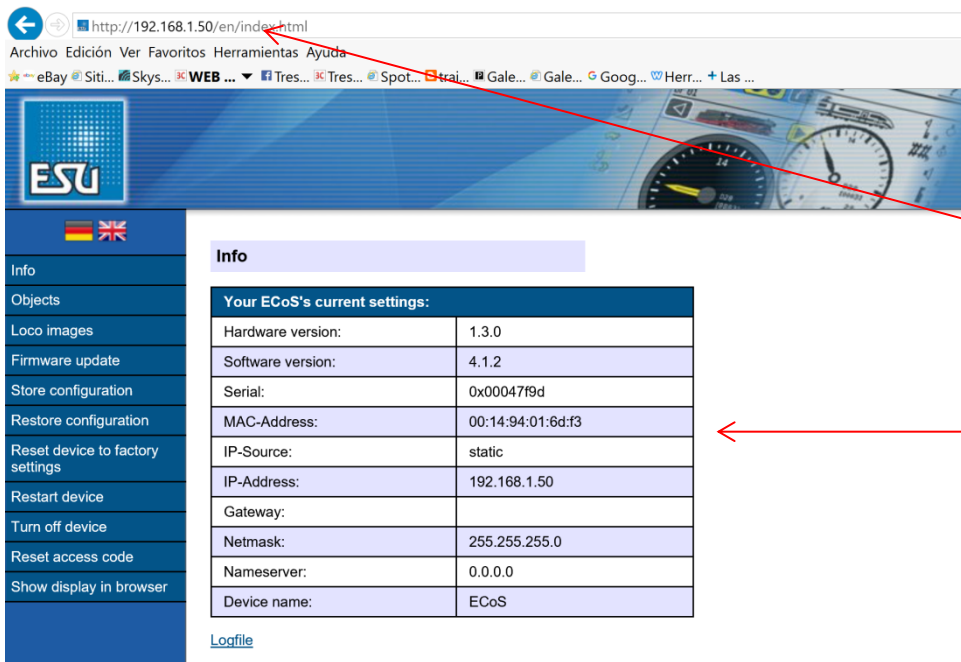 http://192.168.1.50/en/index.html
Archivo Edición Ver Favoritos Herramientas Ayuda
eBay Siti... Skys... WEB ... Tres... Tres... Spot... trai... Gale... Gale... Goog... Herr... + Las ...
ESU
Info
Objects
Loco images
Firmware update
Store configuration
Restore configuration
Reset device to factory
settings
Restart device
Turn off device
Reset access code
Show display in browser
Info
Your ECoS's current settings:
Hardware version: 1.3.0
Software version: 4.1.2
Serial: 0x00047f9d
MAC-Address: 00:14:94:01:6d:f3
IP-Source: static
IP-Address: 192.168.1.50
Gateway:
Netmask: 255.255.255.0
Nameserver: 0.0.0.0
Device name: ECoS
Logfile